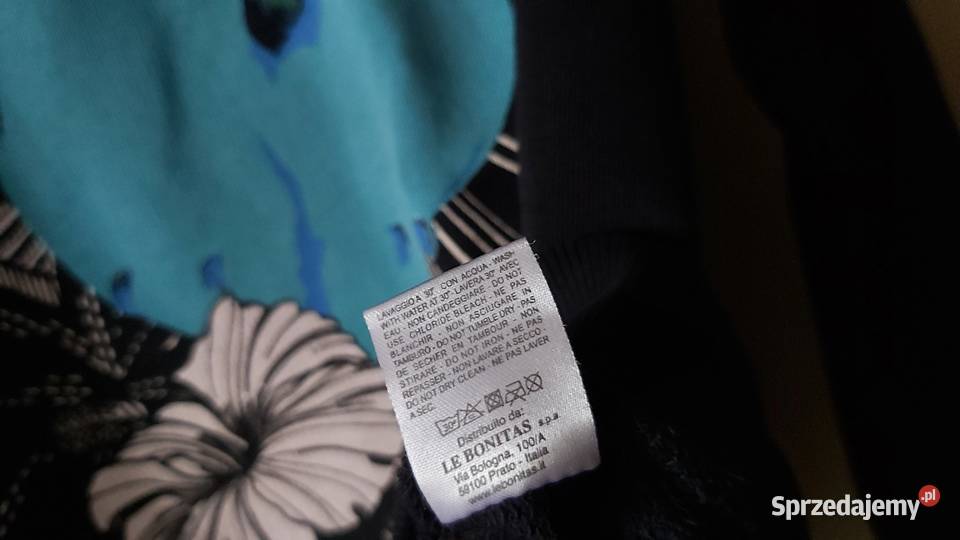 LAVAGGIO A 30° CON ACQUA - WASH
WITH WATER AT 30° - LAVERA 30° AVEC
EAU - NON CANDEGGIARE - DO NOT
USE CHLORIDE BLEACH - NE PAS
BLANCHIR - NON ASCIUGARE IN
TAMBURO - DO NOT TUMBLE DRY - PAS
DE SECHER EN TAMBOUR - NON
STIRARE - DO NOT IRON - NE PAS
REPASSER - NON LAVARE A SECCO -
DO NOT DRY CLEAN - NE PAS LAVER
A SEC.
30°
Distribuito da:
LE BONITAS s.p.a.
Via Bologna, 100/A
59100 Prato - Italia
www.lebonitas.it
Sprzedajemy.pl